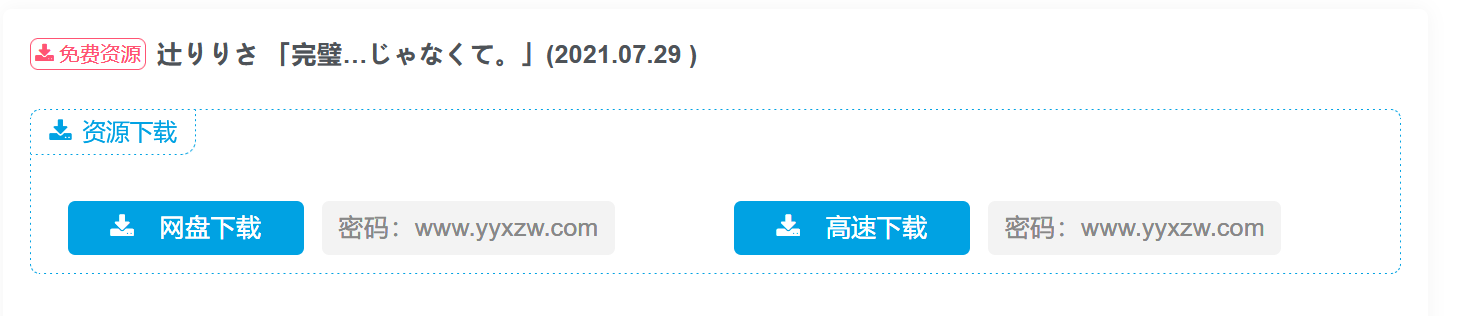 免费资源 辻りりさ 「完璧…じゃなくて。」(2021.07.29 )
资源下载
网盘下载 密码：www.yyxzw.com 高速下载 密码：www.yyxzw.com